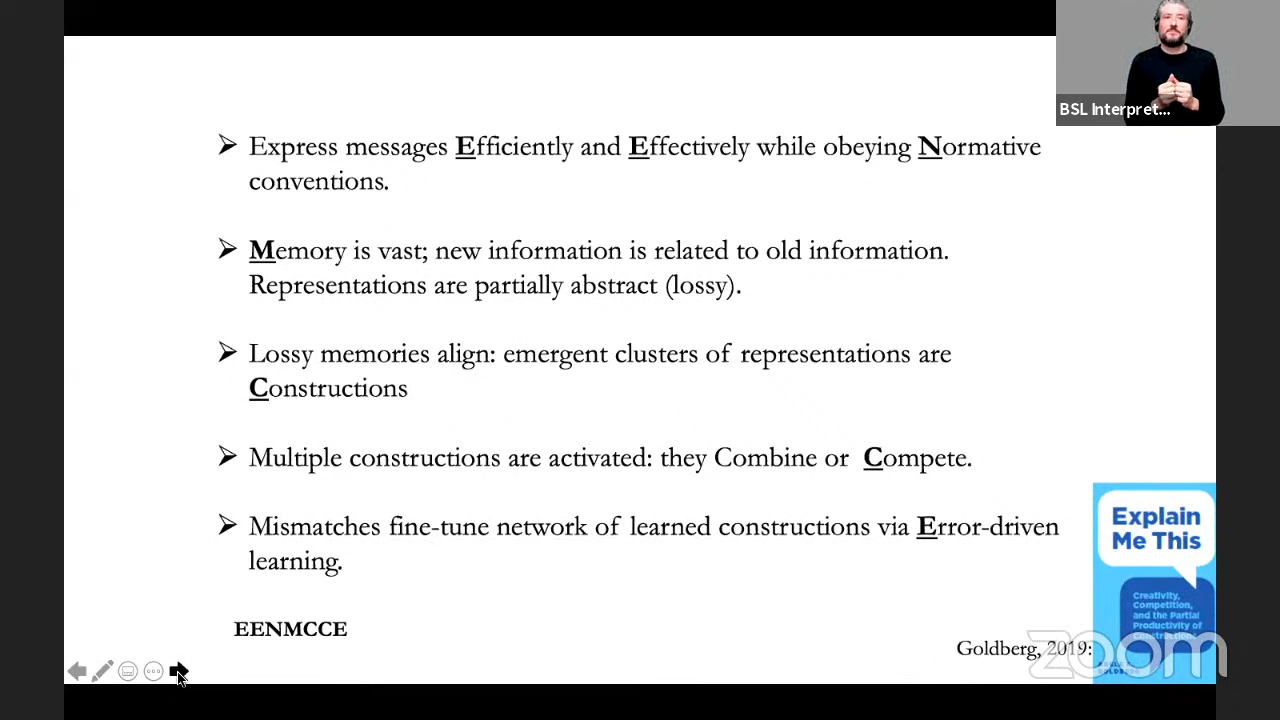 BSL Interpret...
Express messages Efficiently and Effectively while obeying Normative
conventions.
Memory is vast; new information is related to old information.
Representations are partially abstract (lossy).
Lossy memories align: emergent clusters of representations are
Constructions
Multiple constructions are activated: they Combine or Compete.
Mismatches fine-tune network of learned constructions via Error-driven
learning.
EENMCCE
Goldberg, 2019:
Explain
Me This
Creativity,
Competition,
and the Partial
Productivity of
Constructions
zoom